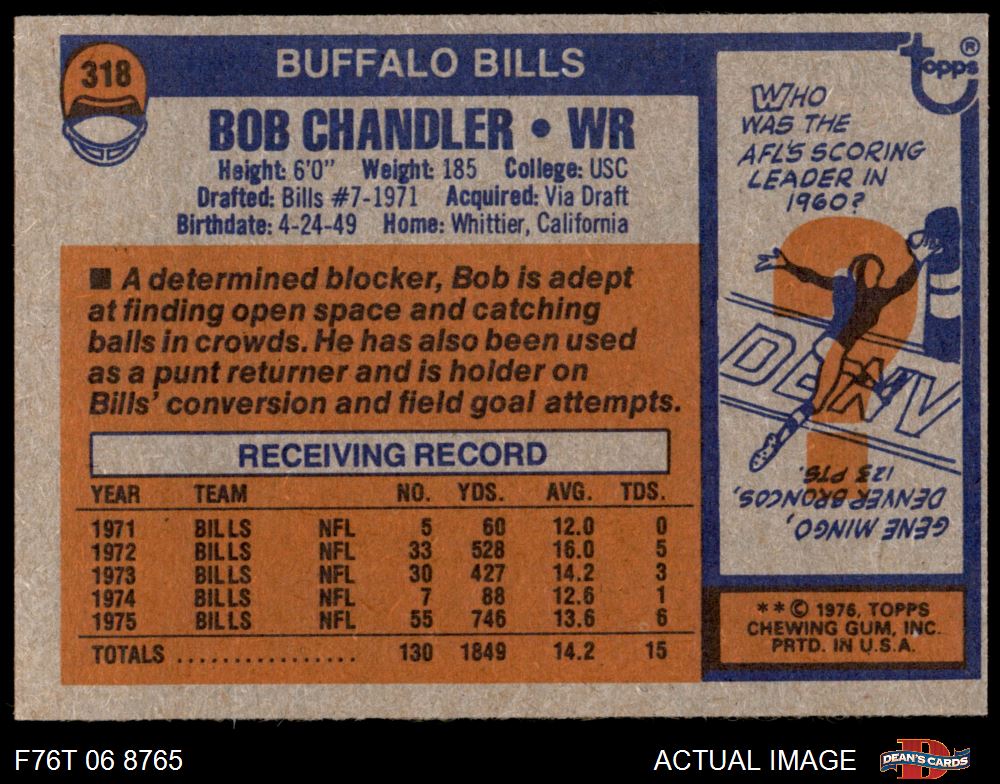 318
BUFFALO BILLS
BOB CHANDLER • WR
Height: 6'0" Weight: 185 College: USC
Drafted: Bills #7-1971 Acquired: Via Draft
Birthdate: 4-24-49 Home: Whittier, California
■ A determined blocker, Bob is adept
at finding open space and catching
balls in crowds. He has also been used
as a punt returner and is holder on
Bills' conversion and field goal attempts.
RECEIVING RECORD
YEAR TEAM NO. YDS. AVG. TDS.
1971 BILLS NFL 5 60 12.0 0
1972 BILLS NFL 33 528 16.0 5
1973 BILLS NFL 30 427 14.2 3
1974 BILLS NFL 7 88 12.6 1
1975 BILLS NFL 55 746 13.6 6
TOTALS ................ 130 1849 14.2 15
Topps ®
WHO
WAS THE
AFL'S SCORING
LEADER IN
1960?
?
DENV
GENE MINGO,
DENVER BRONCOS,
123 PTS.
** © 1976, TOPPS
CHEWING GUM, INC.
PRTD. IN U.S.A.
F76T 06 8765
ACTUAL IMAGE
DEAN'S CARDS